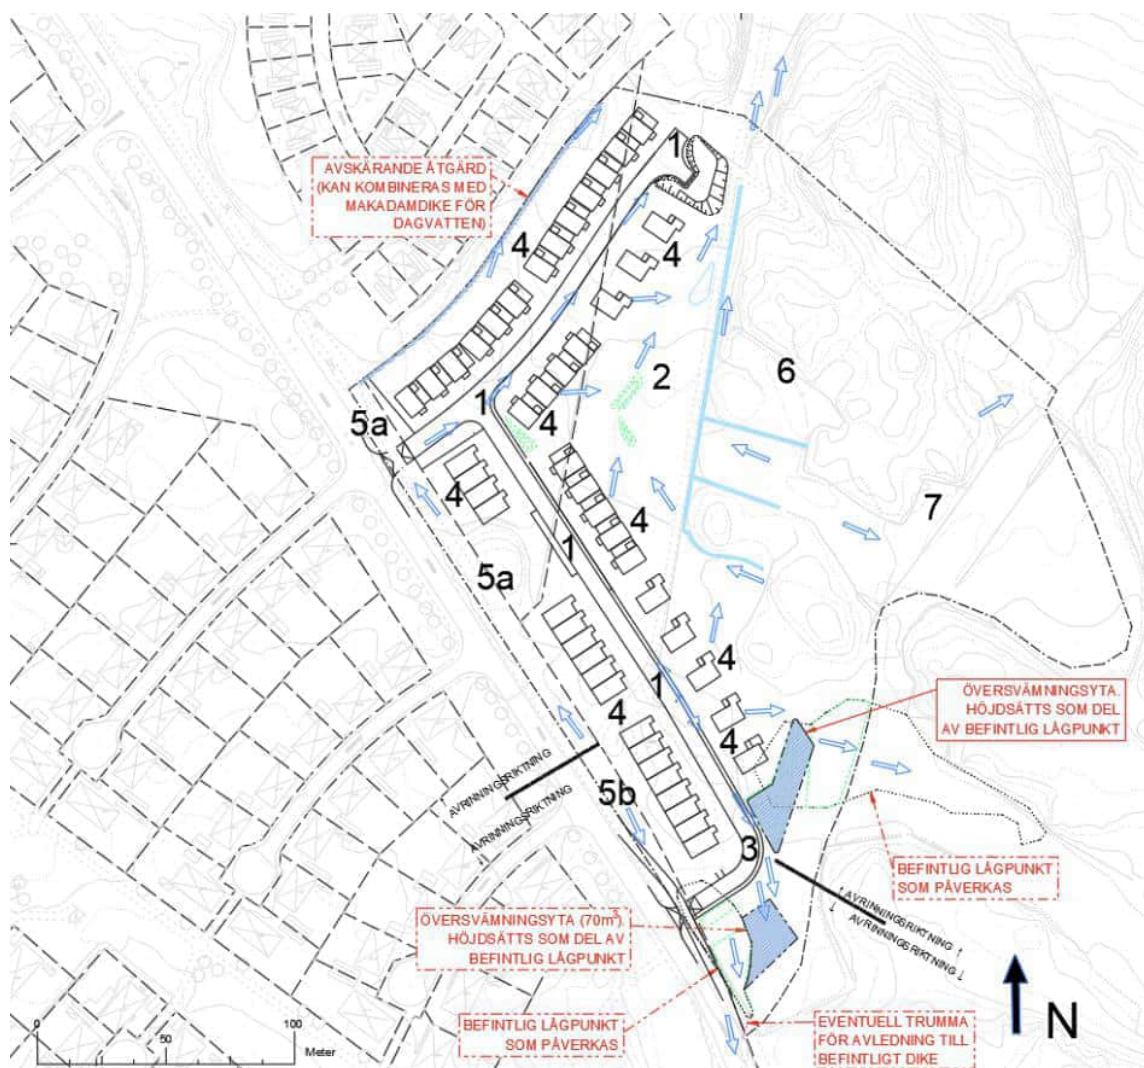 AVSKÄRANDE ÅTGÄRD
(KAN KOMBINERAS MED
MAKADAMDIKE FÖR
DAGVATTEN)
1
4
4
2
6
1
5a
4
4
4
7
1
5a
4
1
4
ÖVERSVÄMNINGSYTA.
HÖJDSÄTTS SOM DEL
AV BEFINTLIG LÅGPUNKT
4
AVRINNINGSRIKTNING
AVRINNINGSRIKTNING
5b
3
BEFINTLIG LÅGPUNKT
SOM PÅVERKAS
↑AVRINNINGSRIKTNING ↑
↓ AVRINNINGSRIKTNING↓
ÖVERSVÄMNINGSYTA (70m³)
HÖJDSÄTTS SOM DEL AV
BEFINTLIG LÅGPUNKT
BEFINTLIG LÅGPUNKT
SOM PÅVERKAS
EVENTUELL TRUMMA
FÖR AVLEDNING TILL
BEFINTLIGT DIKE
N
0 50 100
Meter